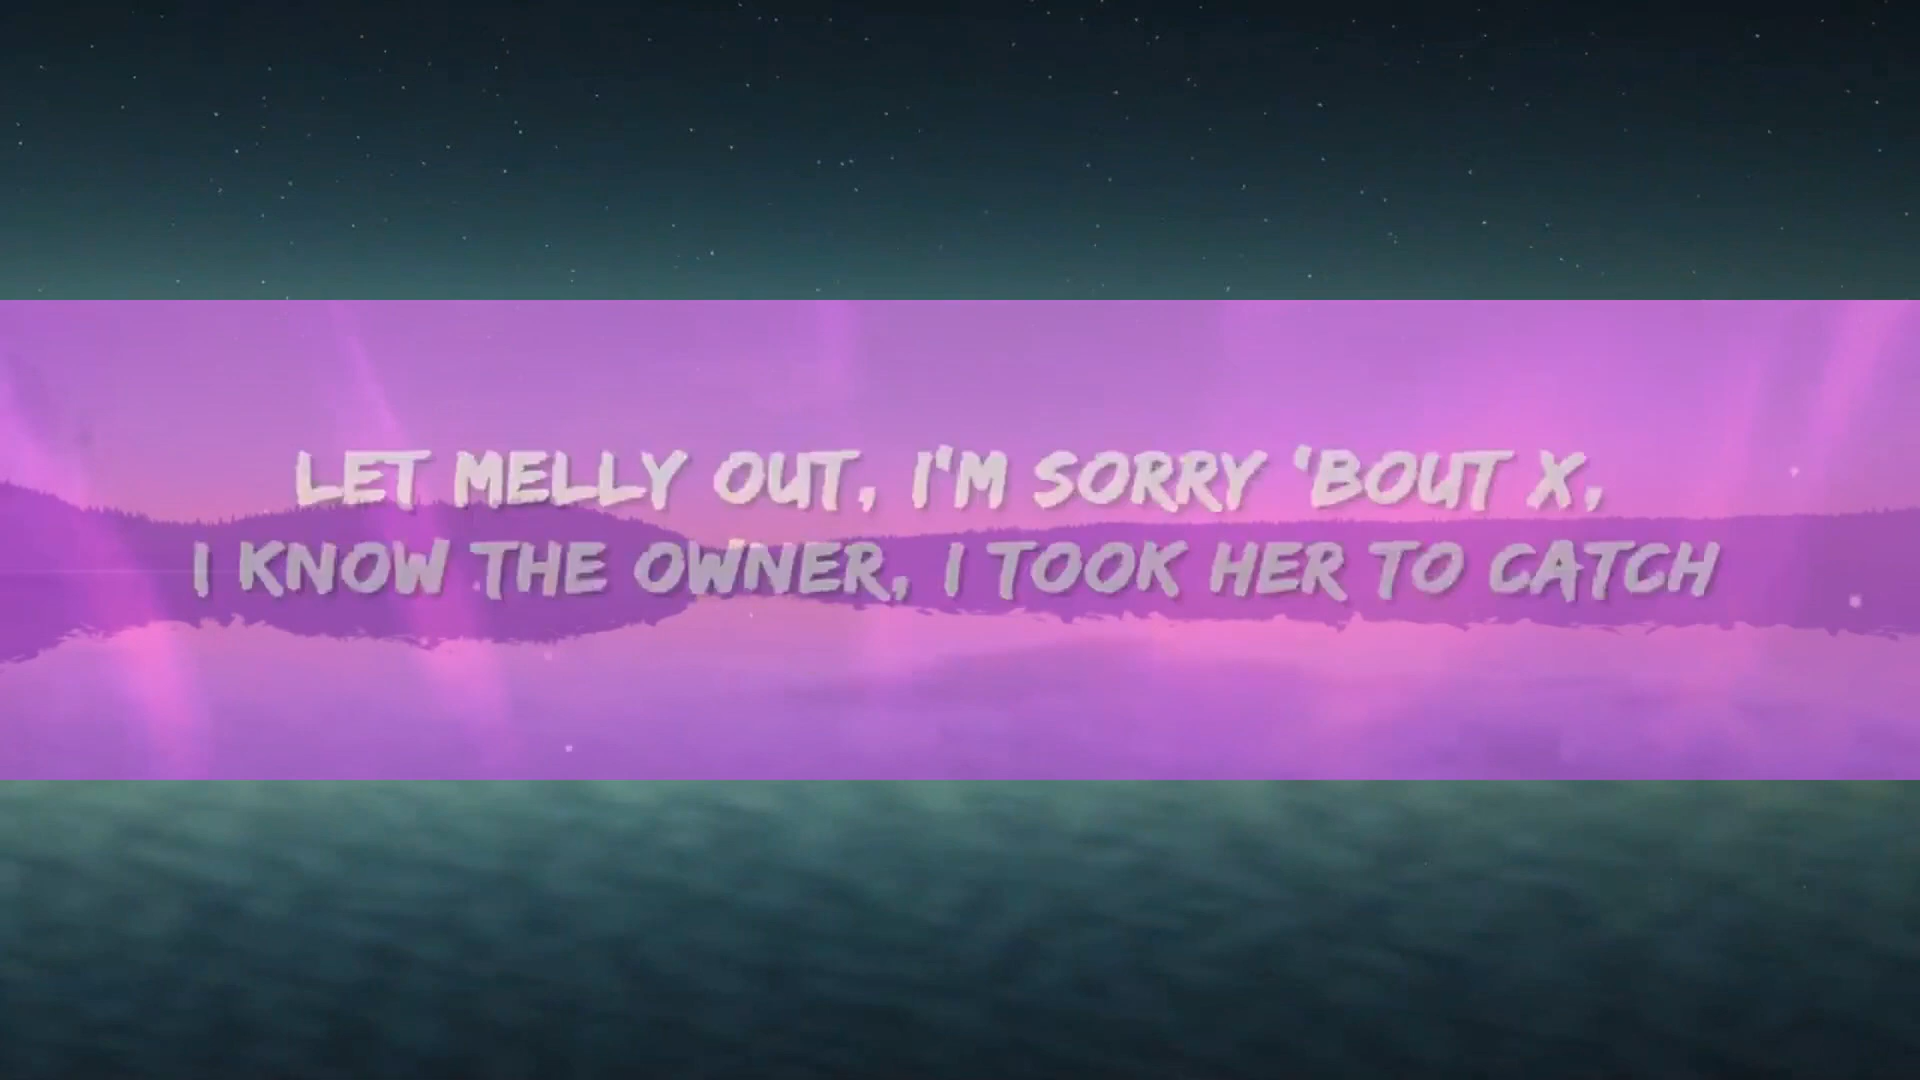 LET MELLY OUT, I'M SORRY 'BOUT X,
I KNOW THE OWNER, I TOOK HER TO CATCH